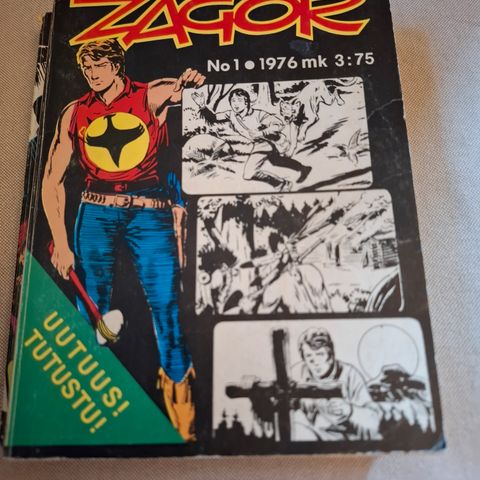 ZAGOR
No 1 • 1976 mk 3:75
UUTUUS!
TUTUSTU!